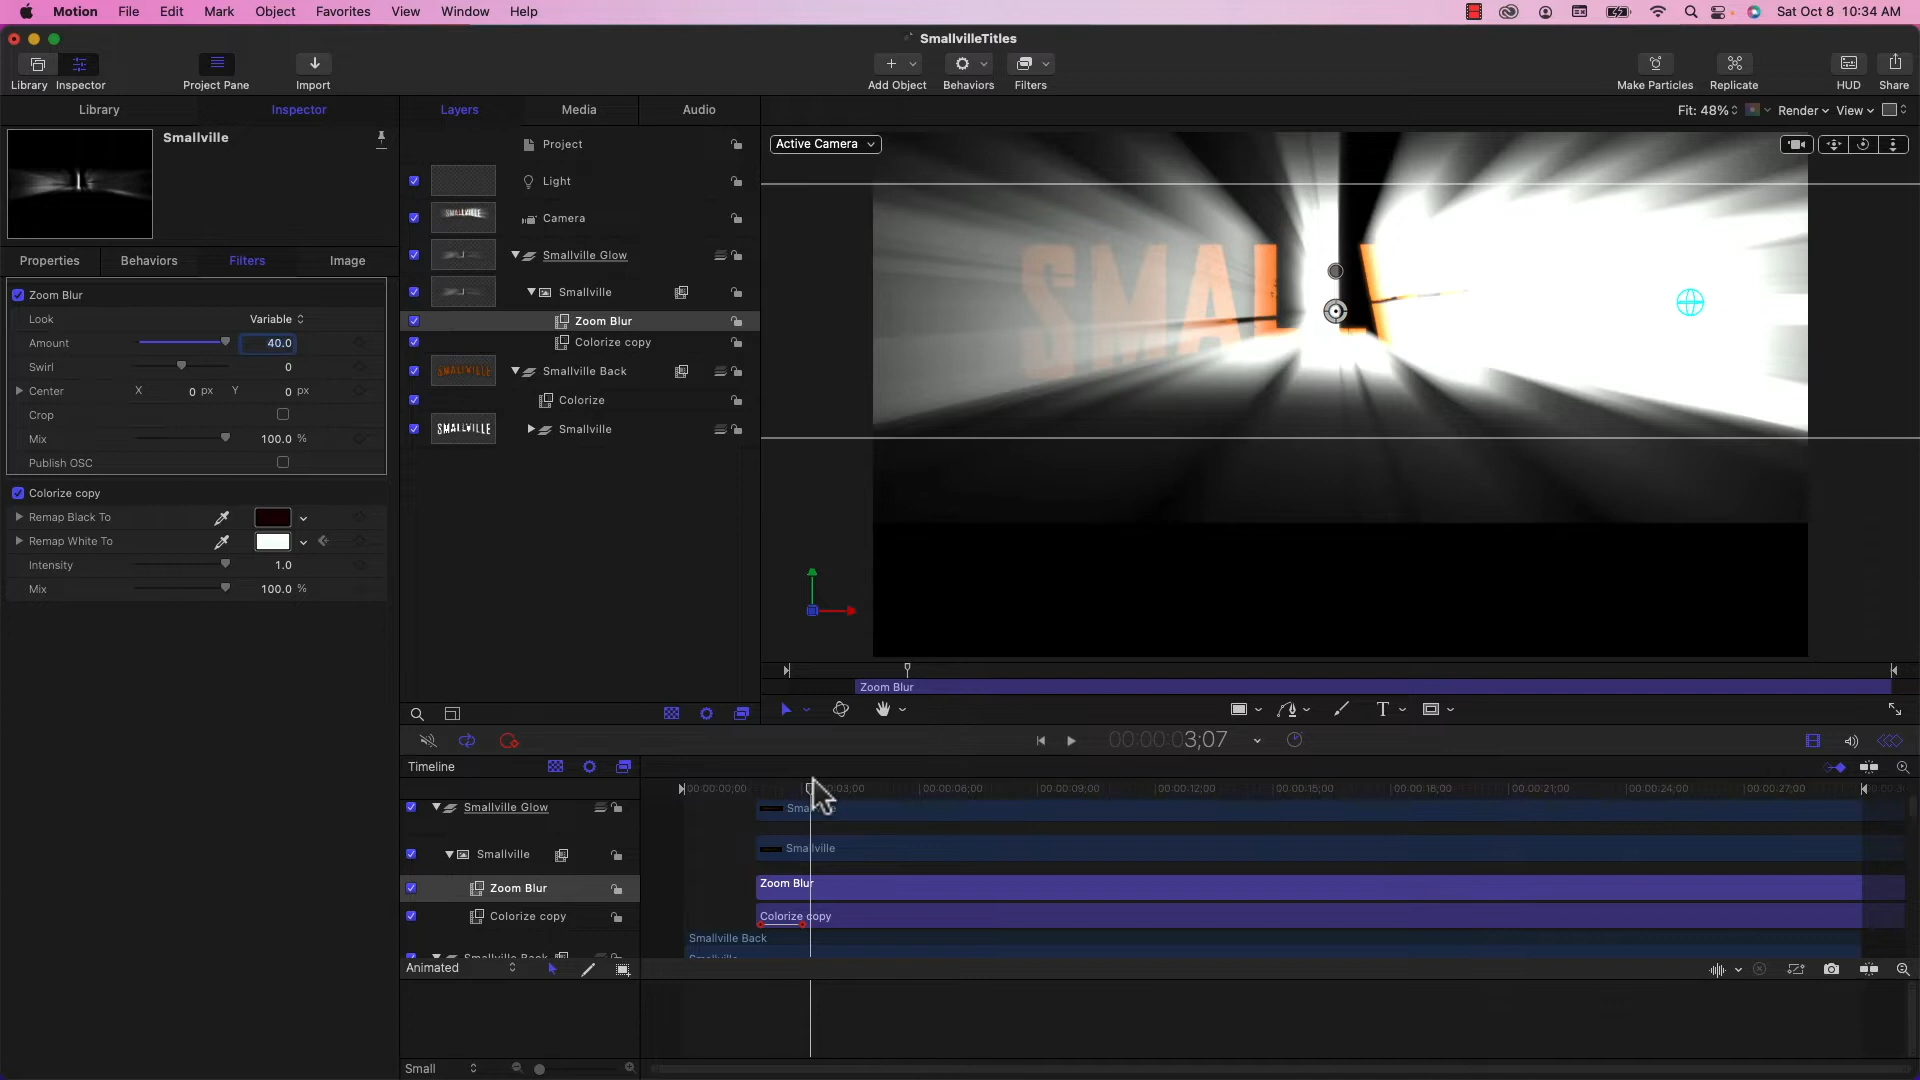 Motion File Edit Mark Object Favorites View Window Help Sat Oct 8 10:34 AM
SmallvilleTitles
Library Inspector Project Pane Import Add Object Behaviors Filters Make Particles Replicate HUD Share
Library Inspector Layers Media Audio Fit: 48% Render View
Smallville
Properties Behaviors Filters Image
Zoom Blur
Look Variable
Amount 40.0
Swirl 0
Center X 0 px Y 0 px
Crop
Mix 100.0 %
Publish OSC
Colorize copy
Remap Black To
Remap White To
Intensity 1.0
Mix 100.0 %
Project
Light
SMALLVILLE Camera
Smallville Glow
Smallville
Zoom Blur
Colorize copy
SMALLVILLE Smallville Back
Colorize
SMALLVILLE Smallville
Active Camera
SMAL
Zoom Blur
T
00:00:03;07
Timeline
00:00:00;00 03;00 00:00:06;00 00:00:09;00 00:00:12;00 00:00:15;00 00:00:18;00 00:00:21;00 00:00:24;00 00:00:27;00
Smallville Glow
Smallville Smallville
Zoom Blur Zoom Blur
Colorize copy Colorize copy
Smallville Back
Smallville Back Smallville
Animated
Small